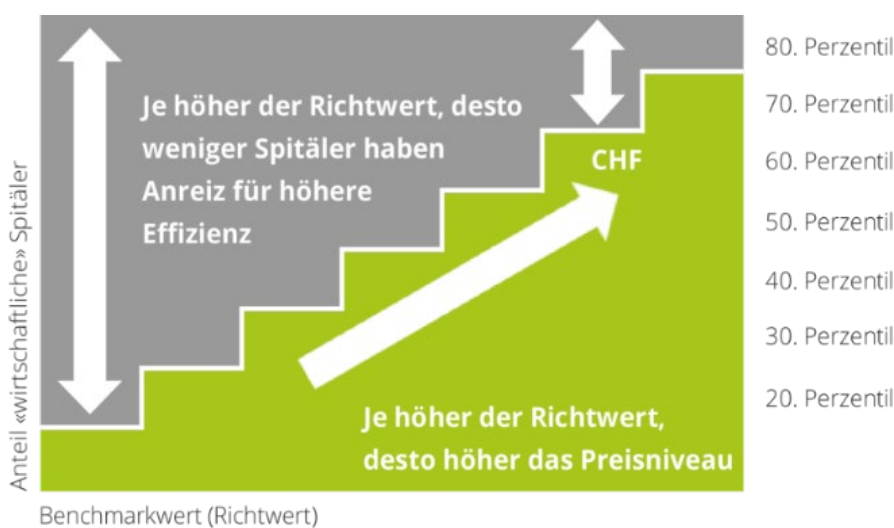 Anteil «wirtschaftliche» Spitäler
Je höher der Richtwert, desto
weniger Spitäler haben
Anreiz für höhere
Effizienz
CHF
Je höher der Richtwert,
desto höher das Preisniveau
80. Perzentil
70. Perzentil
60. Perzentil
50. Perzentil
40. Perzentil
30. Perzentil
20. Perzentil
Benchmarkwert (Richtwert)